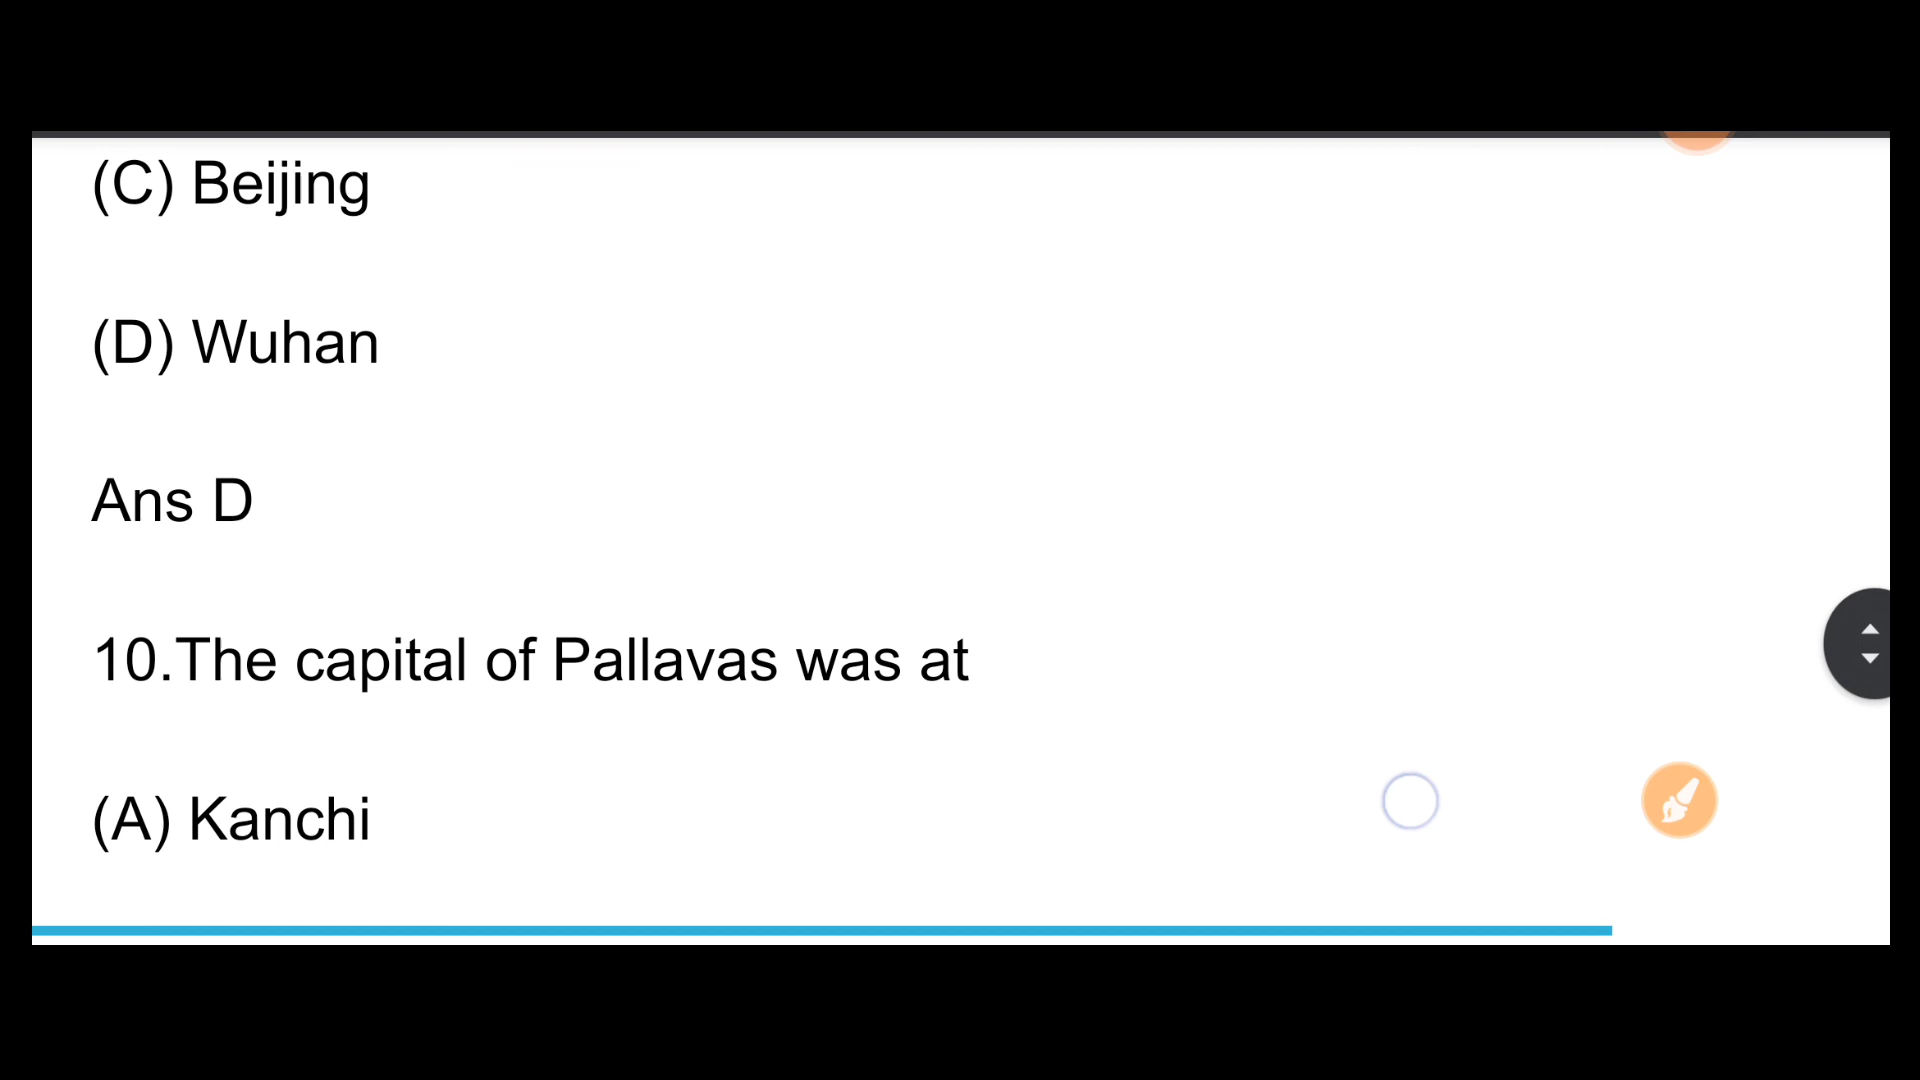 (C) Beijing
(D) Wuhan
Ans D
10.The capital of Pallavas was at
(A) Kanchi